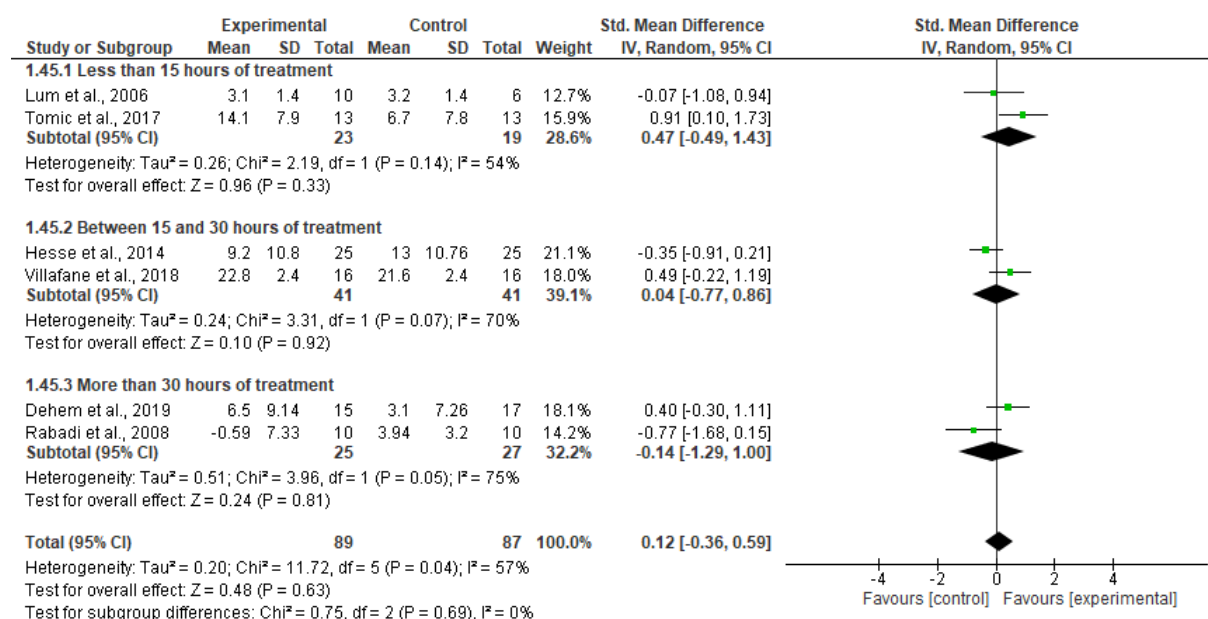 Experimental Control Std. Mean Difference Std. Mean Difference
Study or Subgroup Mean SD Total Mean SD Total Weight IV, Random, 95% CI IV, Random, 95% CI
1.45.1 Less than 15 hours of treatment
Lum et al., 2006 3.1 1.4 10 3.2 1.4 6 12.7% -0.07 [-1.08, 0.94]
Tomic et al., 2017 14.1 7.9 13 6.7 7.8 13 15.9% 0.91 [0.10, 1.73]
Subtotal (95% CI) 23 19 28.6% 0.47 [-0.49, 1.43]
Heterogeneity: Tau² = 0.26; Chi² = 2.19, df = 1 (P = 0.14); I² = 54%
Test for overall effect: Z = 0.96 (P = 0.33)
1.45.2 Between 15 and 30 hours of treatment
Hesse et al., 2014 9.2 10.8 25 13 10.76 25 21.1% -0.35 [-0.91, 0.21]
Villafane et al., 2018 22.8 2.4 16 21.6 2.4 16 18.0% 0.49 [-0.22, 1.19]
Subtotal (95% CI) 41 41 39.1% 0.04 [-0.77, 0.86]
Heterogeneity: Tau² = 0.24; Chi² = 3.31, df = 1 (P = 0.07); I² = 70%
Test for overall effect: Z = 0.10 (P = 0.92)
1.45.3 More than 30 hours of treatment
Dehem et al., 2019 6.5 9.14 15 3.1 7.26 17 18.1% 0.40 [-0.30, 1.11]
Rabadi et al., 2008 -0.59 7.33 10 3.94 3.2 10 14.2% -0.77 [-1.68, 0.15]
Subtotal (95% CI) 25 27 32.2% -0.14 [-1.29, 1.00]
Heterogeneity: Tau² = 0.51; Chi² = 3.96, df = 1 (P = 0.05); I² = 75%
Test for overall effect: Z = 0.24 (P = 0.81)
Total (95% CI) 89 87 100.0% 0.12 [-0.36, 0.59]
Heterogeneity: Tau² = 0.20; Chi² = 11.72, df = 5 (P = 0.04); I² = 57%
Test for overall effect: Z = 0.48 (P = 0.63)
Test for subgroup differences: Chi² = 0.75, df = 2 (P = 0.69), I² = 0%
-4 -2 0 2 4
Favours [control] Favours [experimental]